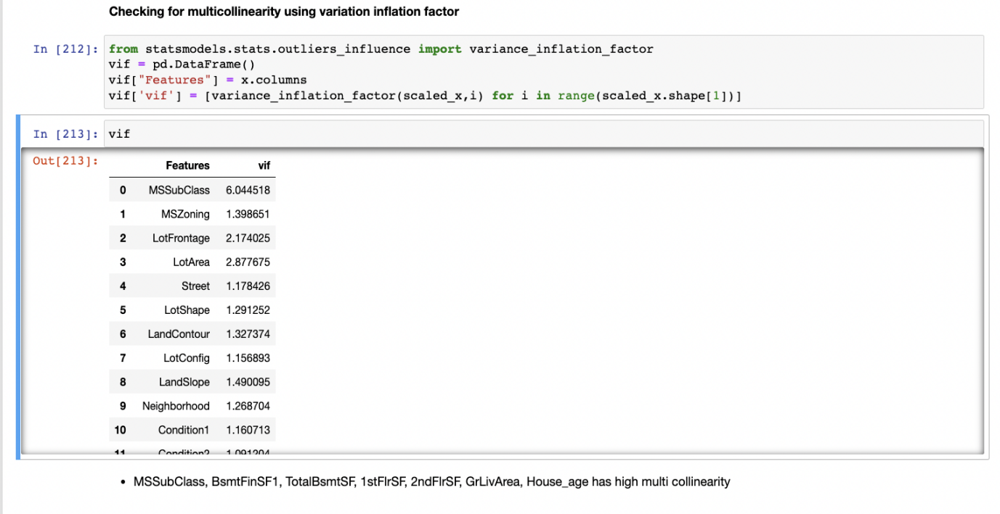 Checking for multicollinearity using variation inflation factor
In [212]: from statsmodels.stats.outliers_influence import variance_inflation_factor
vif = pd.DataFrame()
vif["Features"] = x.columns
vif['vif'] = [variance_inflation_factor(scaled_x,i) for i in range(scaled_x.shape[1])]
In [213]: vif
Out[213]:
Features vif
0 MSSubClass 6.044518
1 MSZoning 1.398651
2 LotFrontage 2.174025
3 LotArea 2.877675
4 Street 1.178426
5 LotShape 1.291252
6 LandContour 1.327374
7 LotConfig 1.156893
8 LandSlope 1.490095
9 Neighborhood 1.268704
10 Condition1 1.160713
11 Condition2 1.091204
• MSSubClass, BsmtFinSF1, TotalBsmtSF, 1stFlrSF, 2ndFlrSF, GrLivArea, House_age has high multi collinearity